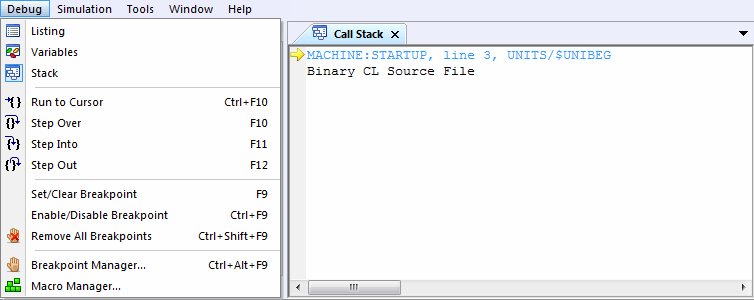 Debug Simulation Tools Window Help
Listing
Variables
Stack
Run to Cursor Ctrl+F10
Step Over F10
Step Into F11
Step Out F12
Set/Clear Breakpoint F9
Enable/Disable Breakpoint Ctrl+F9
Remove All Breakpoints Ctrl+Shift+F9
Breakpoint Manager... Ctrl+Alt+F9
Macro Manager...
Call Stack
MACHINE:STARTUP, line 3, UNITS/$UNIBEG
Binary CL Source File